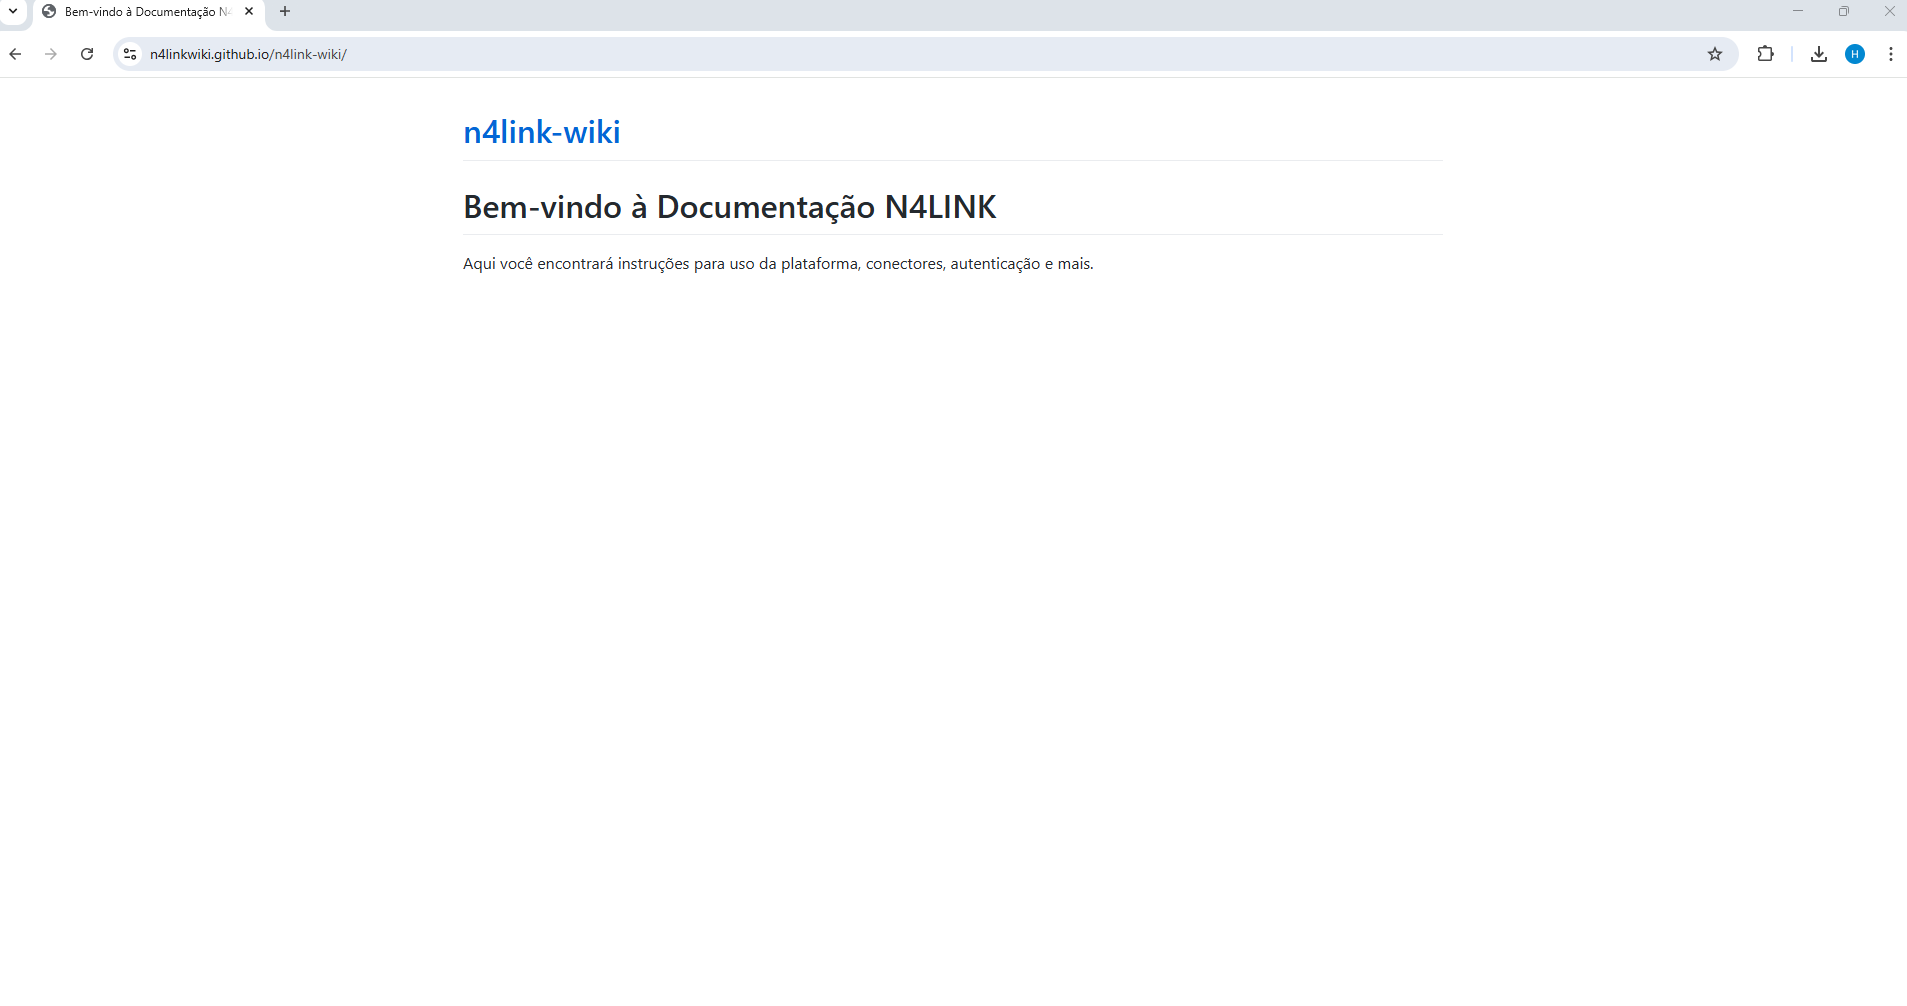 Bem-vindo à Documentação N4
n4linkwiki.github.io/n4link-wiki/
H
n4link-wiki
Bem-vindo à Documentação N4LINK
Aqui você encontrará instruções para uso da plataforma, conectores, autenticação e mais.